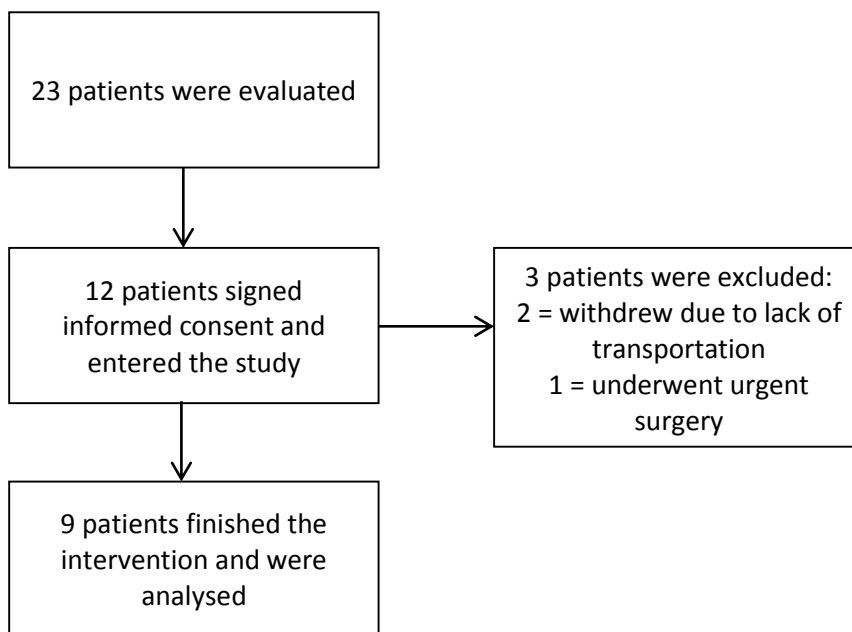 23 patients were evaluated
12 patients signed
informed consent and
entered the study
3 patients were excluded:
2 = withdrew due to lack of
transportation
1 = underwent urgent
surgery
9 patients finished the
intervention and were
analysed